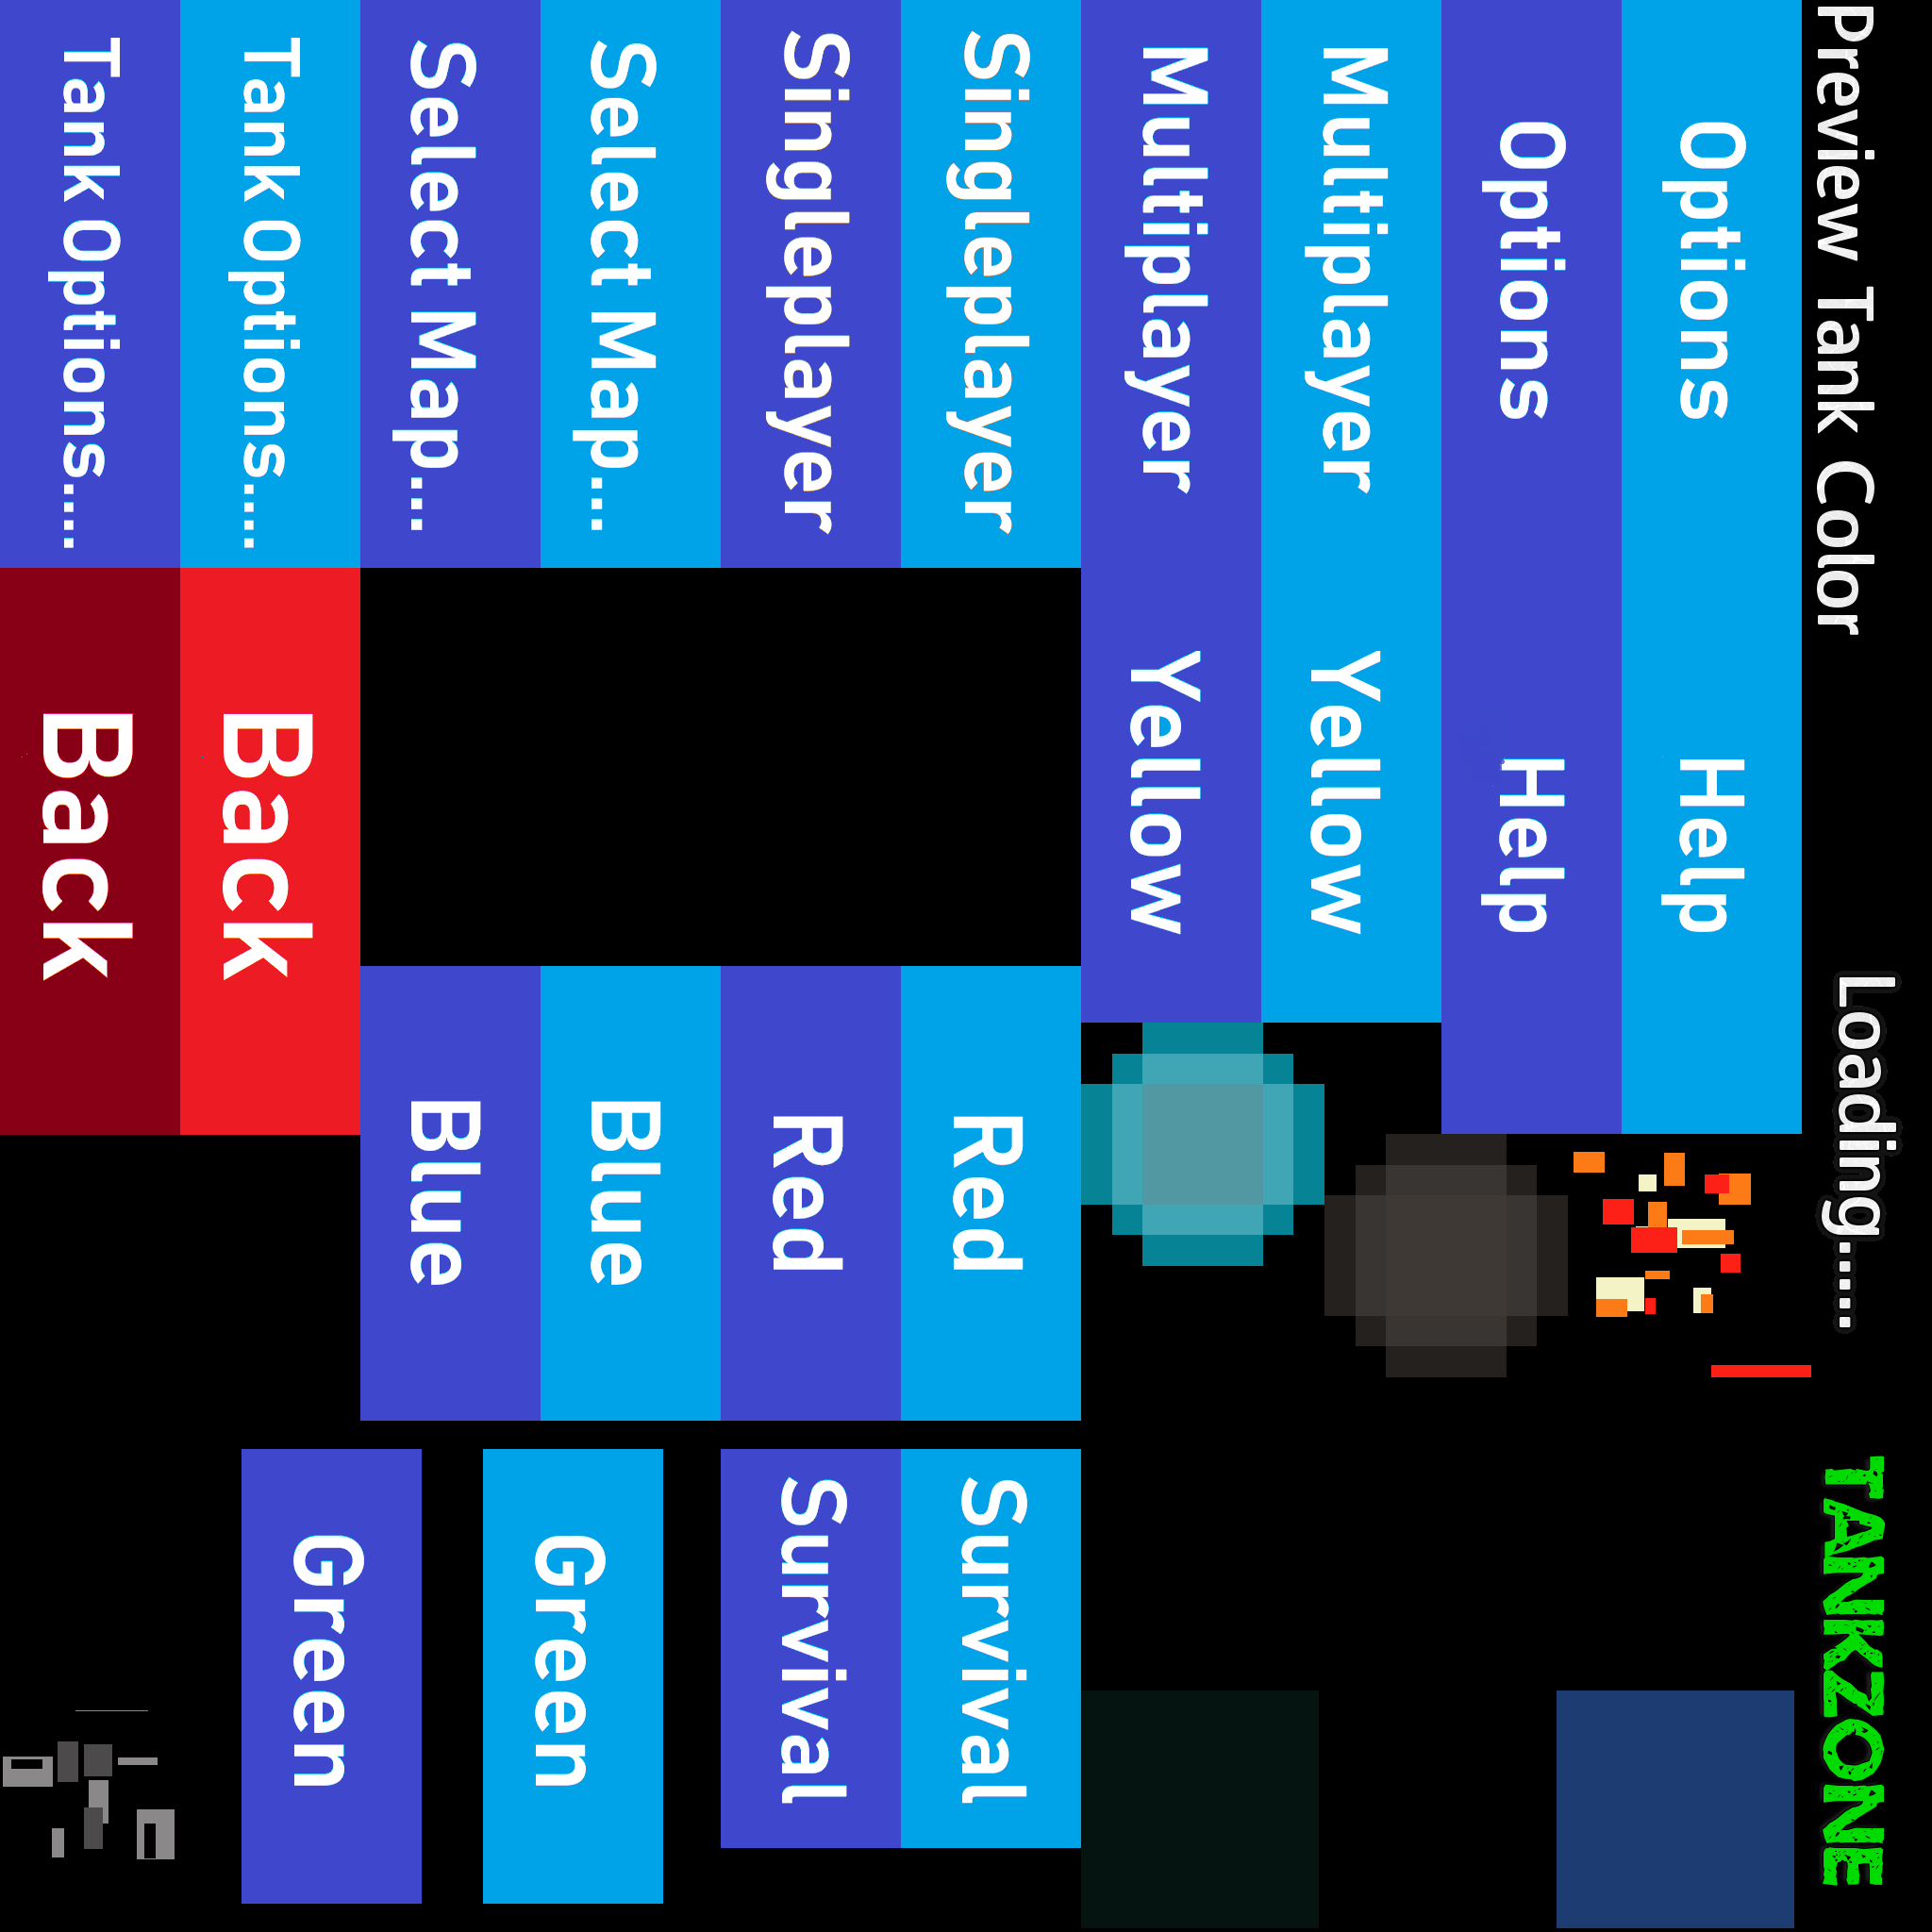 Tank Options....
Tank Options....
Select Map...
Select Map...
Singleplayer
Singleplayer
Multiplayer
Multiplayer
Options
Options
Preview Tank Color
Back
Back
Yellow
Yellow
Help
Help
Blue
Blue
Red
Red
Loading.....
Green
Green
Survival
Survival
TANKZONE